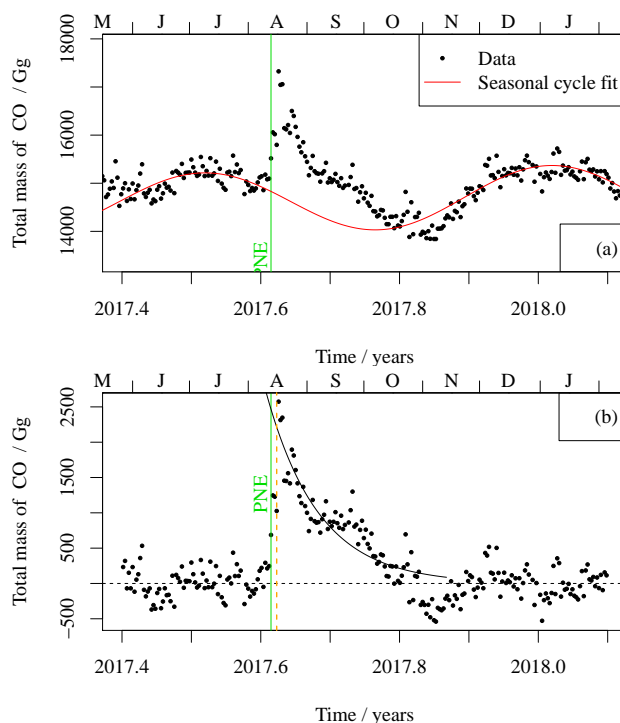 M J J A S O N D J
Total mass of CO / Gg
18000
16000
14000
Data
Seasonal cycle fit
PNE
(a)
2017.4 2017.6 2017.8 2018.0
Time / years
M J J A S O N D J
Total mass of CO / Gg
2500
1500
500
−500
PNE
(b)
2017.4 2017.6 2017.8 2018.0
Time / years